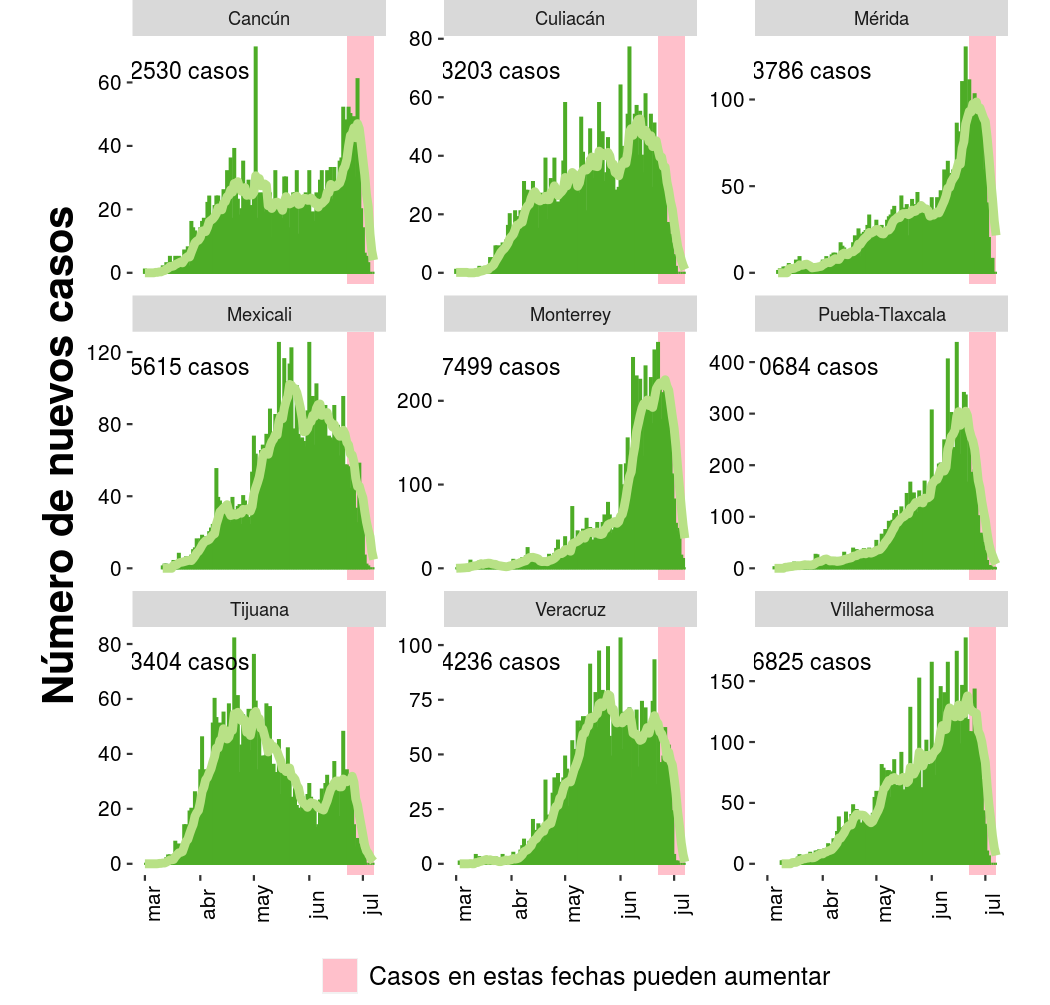 Cancún
Culiacán
Mérida
2530 casos
3203 casos
3786 casos
60
40
20
0
80
60
40
20
0
100
50
0
Mexicali
Monterrey
Puebla-Tlaxcala
5615 casos
7499 casos
0684 casos
120
80
40
0
200
100
0
400
300
200
100
0
Tijuana
Veracruz
Villahermosa
3404 casos
4236 casos
6825 casos
80
60
40
20
0
100
75
50
25
0
150
100
50
0
mar abr may jun jul
mar abr may jun jul
mar abr may jun jul
Número de nuevos casos
Casos en estas fechas pueden aumentar